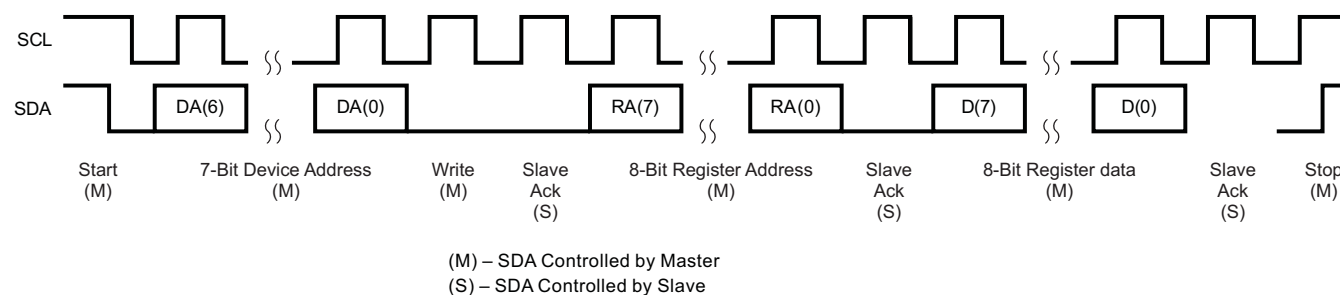 SCL
SDA
DA(6)
DA(0)
RA(7)
RA(0)
D(7)
D(0)
Start
(M)
7-Bit Device Address
(M)
Write
(M)
Slave
Ack
(S)
8-Bit Register Address
(M)
Slave
Ack
(S)
8-Bit Register data
(M)
Slave
Ack
(S)
Stop
(M)
(M) – SDA Controlled by Master
(S) – SDA Controlled by Slave